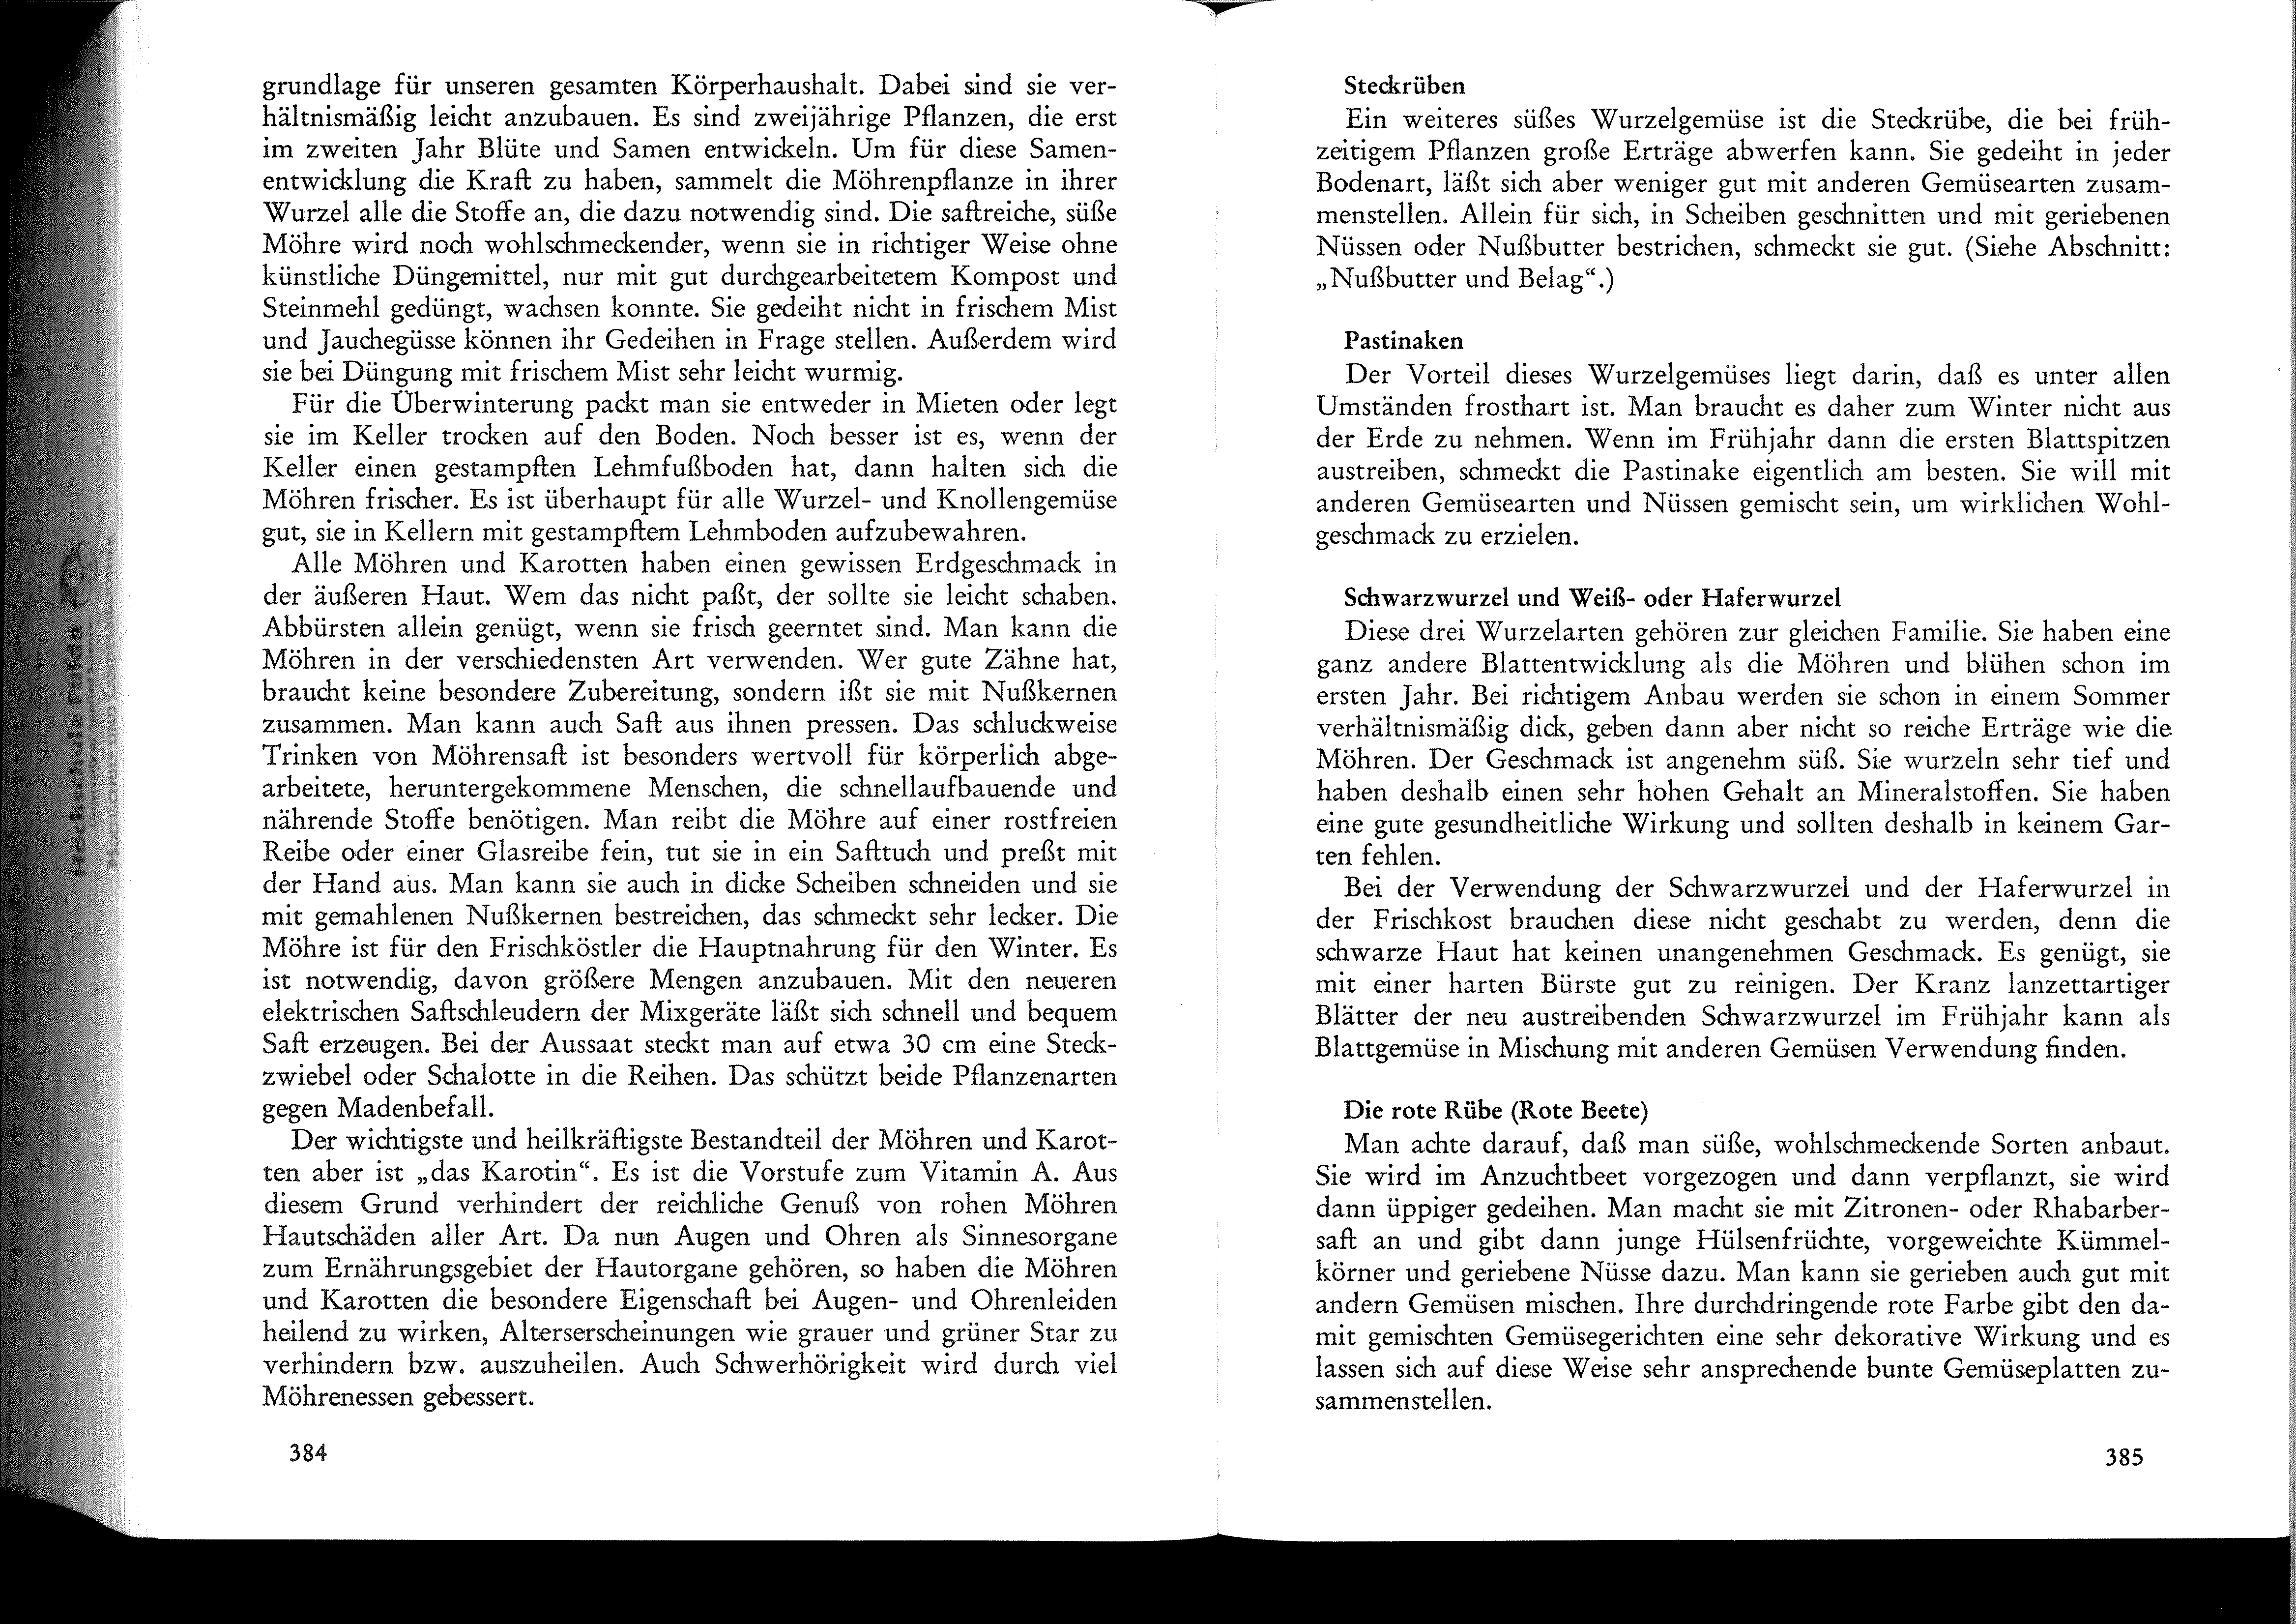 grundlage für unseren gesamten Körperhaushalt. Dabei sind sie ver-
hältnismäßig leicht anzubauen. Es sind zweijährige Pflanzen, die erst
im zweiten Jahr Blüte und Samen entwickeln. Um für diese Samen-
entwicklung die Kraft zu haben, sammelt die Möhrenpflanze in ihrer
Wurzel alle die Stoffe an, die dazu notwendig sind. Die saftreiche, süße
Möhre wird noch wohlschmeckender, wenn sie in richtiger Weise ohne
künstliche Düngemittel, nur mit gut durchgearbeitetem Kompost und
Steinmehl gedüngt, wachsen konnte. Sie gedeiht nicht in frischem Mist
und Jauchegüsse können ihr Gedeihen in Frage stellen. Außerdem wird
sie bei Düngung mit frischem Mist sehr leicht wurmig.
Für die Überwinterung packt man sie entweder in Mieten oder legt
sie im Keller trocken auf den Boden. Noch besser ist es, wenn der
Keller einen gestampften Lehmfußboden hat, dann halten sich die
Möhren frischer. Es ist überhaupt für alle Wurzel- und Knollengemüse
gut, sie in Kellern mit gestampftem Lehmboden aufzubewahren.
Alle Möhren und Karotten haben einen gewissen Erdgeschmack in
der äußeren Haut. Wem das nicht paßt, der sollte sie leicht schaben.
Abbürsten allein genügt, wenn sie frisch geerntet sind. Man kann die
Möhren in der verschiedensten Art verwenden. Wer gute Zähne hat,
braucht keine besondere Zubereitung, sondern ißt sie mit Nußkernen
zusammen. Man kann auch Saft aus ihnen pressen. Das schluckweise
Trinken von Möhrensaft ist besonders wertvoll für körperlich abge-
arbeitete, heruntergekommene Menschen, die schnellaufbauende und
nährende Stoffe benötigen. Man reibt die Möhre auf einer rostfreien
Reibe oder einer Glasreibe fein, tut sie in ein Safttuch und preßt mit
der Hand aus. Man kann sie auch in dicke Scheiben schneiden und sie
mit gemahlenen Nußkernen bestreichen, das schmeckt sehr lecker. Die
Möhre ist für den Frischköstler die Hauptnahrung für den Winter. Es
ist notwendig, davon größere Mengen anzubauen. Mit den neueren
elektrischen Saftschleudern der Mixgeräte läßt sich schnell und bequem
Saft erzeugen. Bei der Aussaat steckt man auf etwa 30 cm eine Steck-
zwiebel oder Schalotte in die Reihen. Das schützt beide Pflanzenarten
gegen Madenbefall.
Der wichtigste und heilkräftigste Bestandteil der Möhren und Karot-
ten aber ist „das Karotin“. Es ist die Vorstufe zum Vitamin A. Aus
diesem Grund verhindert der reichliche Genuß von rohen Möhren
Hautschäden aller Art. Da nun Augen und Ohren als Sinnesorgane
zum Ernährungsgebiet der Hautorgane gehören, so haben die Möhren
und Karotten die besondere Eigenschaft bei Augen- und Ohrenleiden
heilend zu wirken, Alterserscheinungen wie grauer und grüner Star zu
verhindern bzw. auszuheilen. Auch Schwerhörigkeit wird durch viel
Möhrenessen gebessert.
384
Hochschule Fulda
University of Applied Sciences
HOCHSCHUL- UND LANDESBIBLIOTHEK
Steckrüben
Ein weiteres süßes Wurzelgemüse ist die Steckrübe, die bei früh-
zeitigem Pflanzen große Erträge abwerfen kann. Sie gedeiht in jeder
Bodenart, läßt sich aber weniger gut mit anderen Gemüsearten zusam-
menstellen. Allein für sich, in Scheiben geschnitten und mit geriebenen
Nüssen oder Nußbutter bestrichen, schmeckt sie gut. (Siehe Abschnitt:
„Nußbutter und Belag“.)
Pastinaken
Der Vorteil dieses Wurzelgemüses liegt darin, daß es unter allen
Umständen frosthart ist. Man braucht es daher zum Winter nicht aus
der Erde zu nehmen. Wenn im Frühjahr dann die ersten Blattspitzen
austreiben, schmeckt die Pastinake eigentlich am besten. Sie will mit
anderen Gemüsearten und Nüssen gemischt sein, um wirklichen Wohl-
geschmack zu erzielen.
Schwarzwurzel und Weiß- oder Haferwurzel
Diese drei Wurzelarten gehören zur gleichen Familie. Sie haben eine
ganz andere Blattentwicklung als die Möhren und blühen schon im
ersten Jahr. Bei richtigem Anbau werden sie schon in einem Sommer
verhältnismäßig dick, geben dann aber nicht so reiche Erträge wie die
Möhren. Der Geschmack ist angenehm süß. Sie wurzeln sehr tief und
haben deshalb einen sehr hohen Gehalt an Mineralstoffen. Sie haben
eine gute gesundheitliche Wirkung und sollten deshalb in keinem Gar-
ten fehlen.
Bei der Verwendung der Schwarzwurzel und der Haferwurzel in
der Frischkost brauchen diese nicht geschabt zu werden, denn die
schwarze Haut hat keinen unangenehmen Geschmack. Es genügt, sie
mit einer harten Bürste gut zu reinigen. Der Kranz lanzettartiger
Blätter der neu austreibenden Schwarzwurzel im Frühjahr kann als
Blattgemüse in Mischung mit anderen Gemüsen Verwendung finden.
Die rote Rübe (Rote Beete)
Man achte darauf, daß man süße, wohlschmeckende Sorten anbaut.
Sie wird im Anzuchtbeet vorgezogen und dann verpflanzt, sie wird
dann üppiger gedeihen. Man macht sie mit Zitronen- oder Rhabarber-
saft an und gibt dann junge Hülsenfrüchte, vorgeweichte Kümmel-
körner und geriebene Nüsse dazu. Man kann sie gerieben auch gut mit
andern Gemüsen mischen. Ihre durchdringende rote Farbe gibt den da-
mit gemischten Gemüsegerichten eine sehr dekorative Wirkung und es
lassen sich auf diese Weise sehr ansprechende bunte Gemüseplatten zu-
sammenstellen.
385